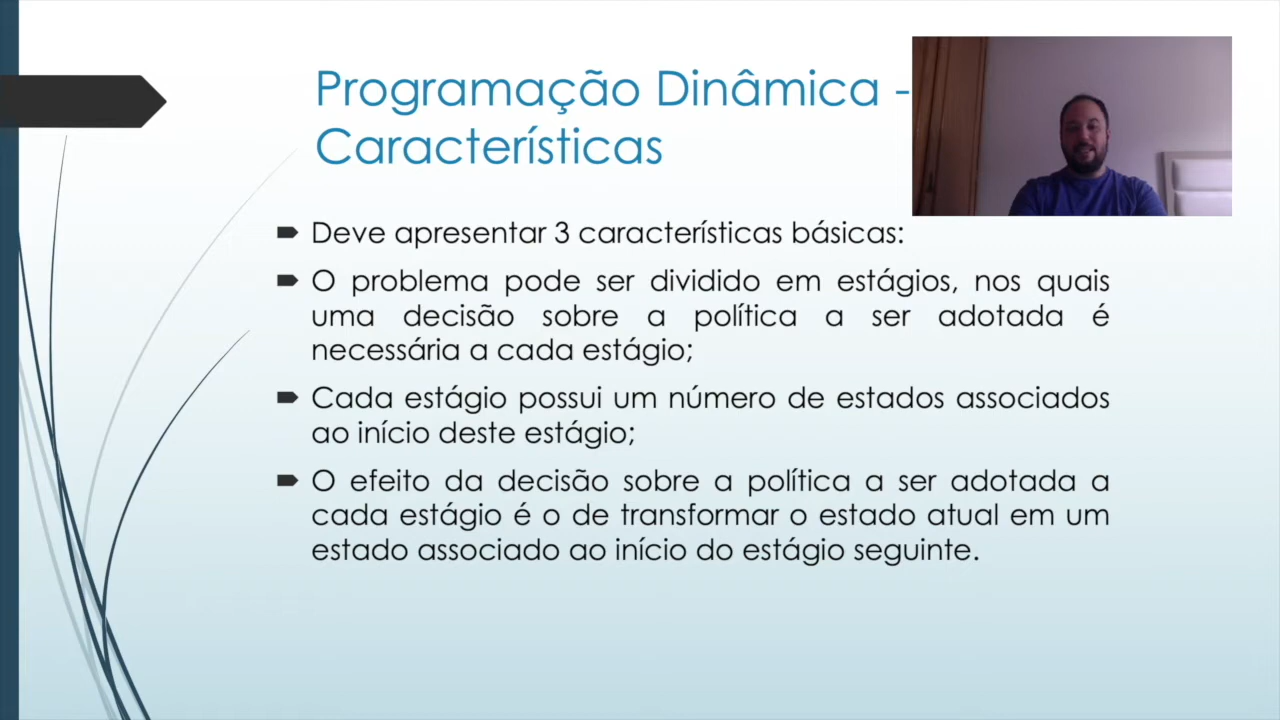 Programação Dinâmica -
Características
Deve apresentar 3 características básicas:
O problema pode ser dividido em estágios, nos quais
uma decisão sobre a política a ser adotada é
necessária a cada estágio;
Cada estágio possui um número de estados associados
ao início deste estágio;
O efeito da decisão sobre a política a ser adotada a
cada estágio é o de transformar o estado atual em um
estado associado ao início do estágio seguinte.